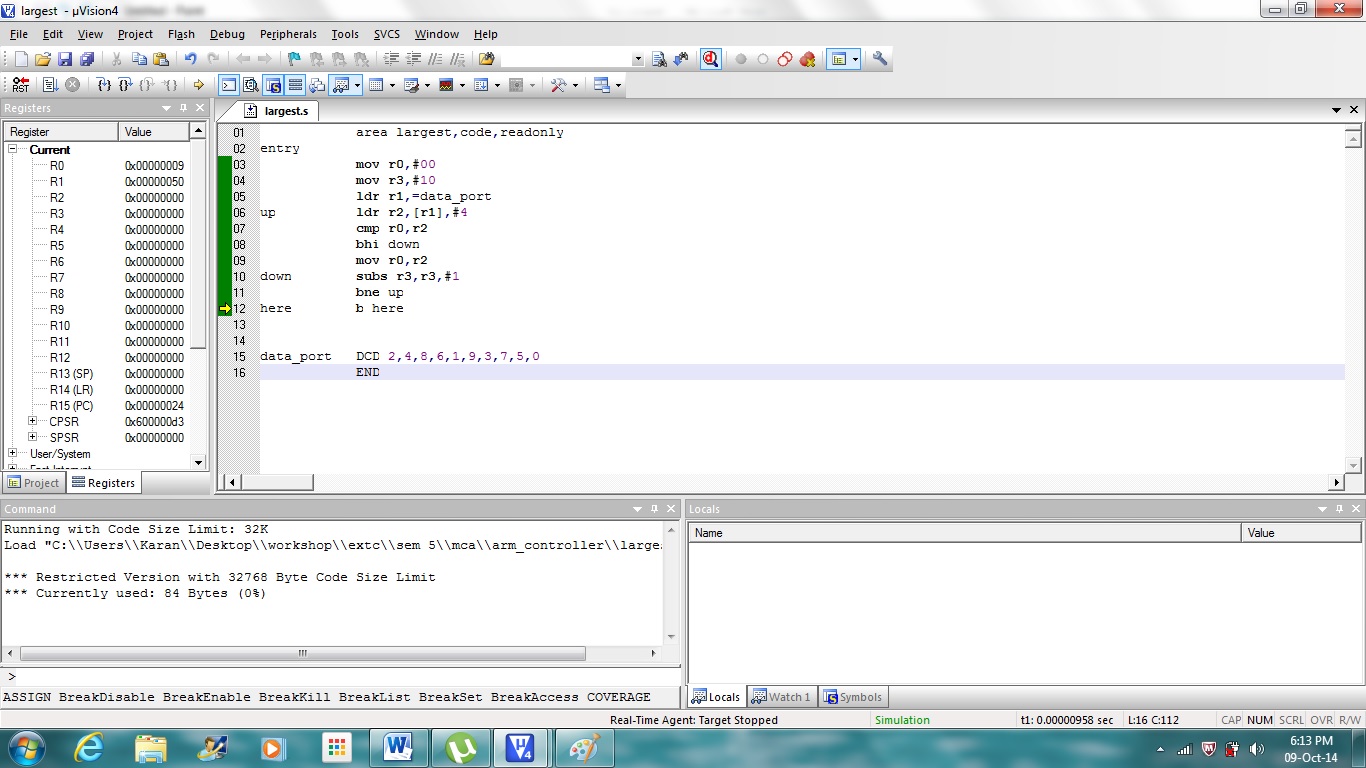 largest - µVision4
File Edit View Project Flash Debug Peripherals Tools SVCS Window Help
RST
Registers
Register Value
Current
R0 0x00000009
R1 0x00000050
R2 0x00000000
R3 0x00000000
R4 0x00000000
R5 0x00000000
R6 0x00000000
R7 0x00000000
R8 0x00000000
R9 0x00000000
R10 0x00000000
R11 0x00000000
R12 0x00000000
R13 (SP) 0x00000000
R14 (LR) 0x00000000
R15 (PC) 0x00000024
CPSR 0x600000d3
SPSR 0x00000000
User/System
Project Registers
largest.s
01 area largest,code,readonly
02 entry
03 mov r0,#00
04 mov r3,#10
05 ldr r1,=data_port
06 up ldr r2,[r1],#4
07 cmp r0,r2
08 bhi down
09 mov r0,r2
10 down subs r3,r3,#1
11 bne up
12 here b here
13
14
15 data_port DCD 2,4,8,6,1,9,3,7,5,0
16 END
Command
Running with Code Size Limit: 32K
Load "C:\\Users\\Karan\\Desktop\\workshop\\extc\\sem 5\\mca\\arm_controller\\large
*** Restricted Version with 32768 Byte Code Size Limit
*** Currently used: 84 Bytes (0%)
>
ASSIGN BreakDisable BreakEnable BreakKill BreakList BreakSet BreakAccess COVERAGE
Locals
Name Value
Locals Watch 1 Symbols
Real-Time Agent: Target Stopped Simulation t1: 0.00000958 sec L:16 C:112 CAP NUM SCRL OVR R/W
6:13 PM
09-Oct-14